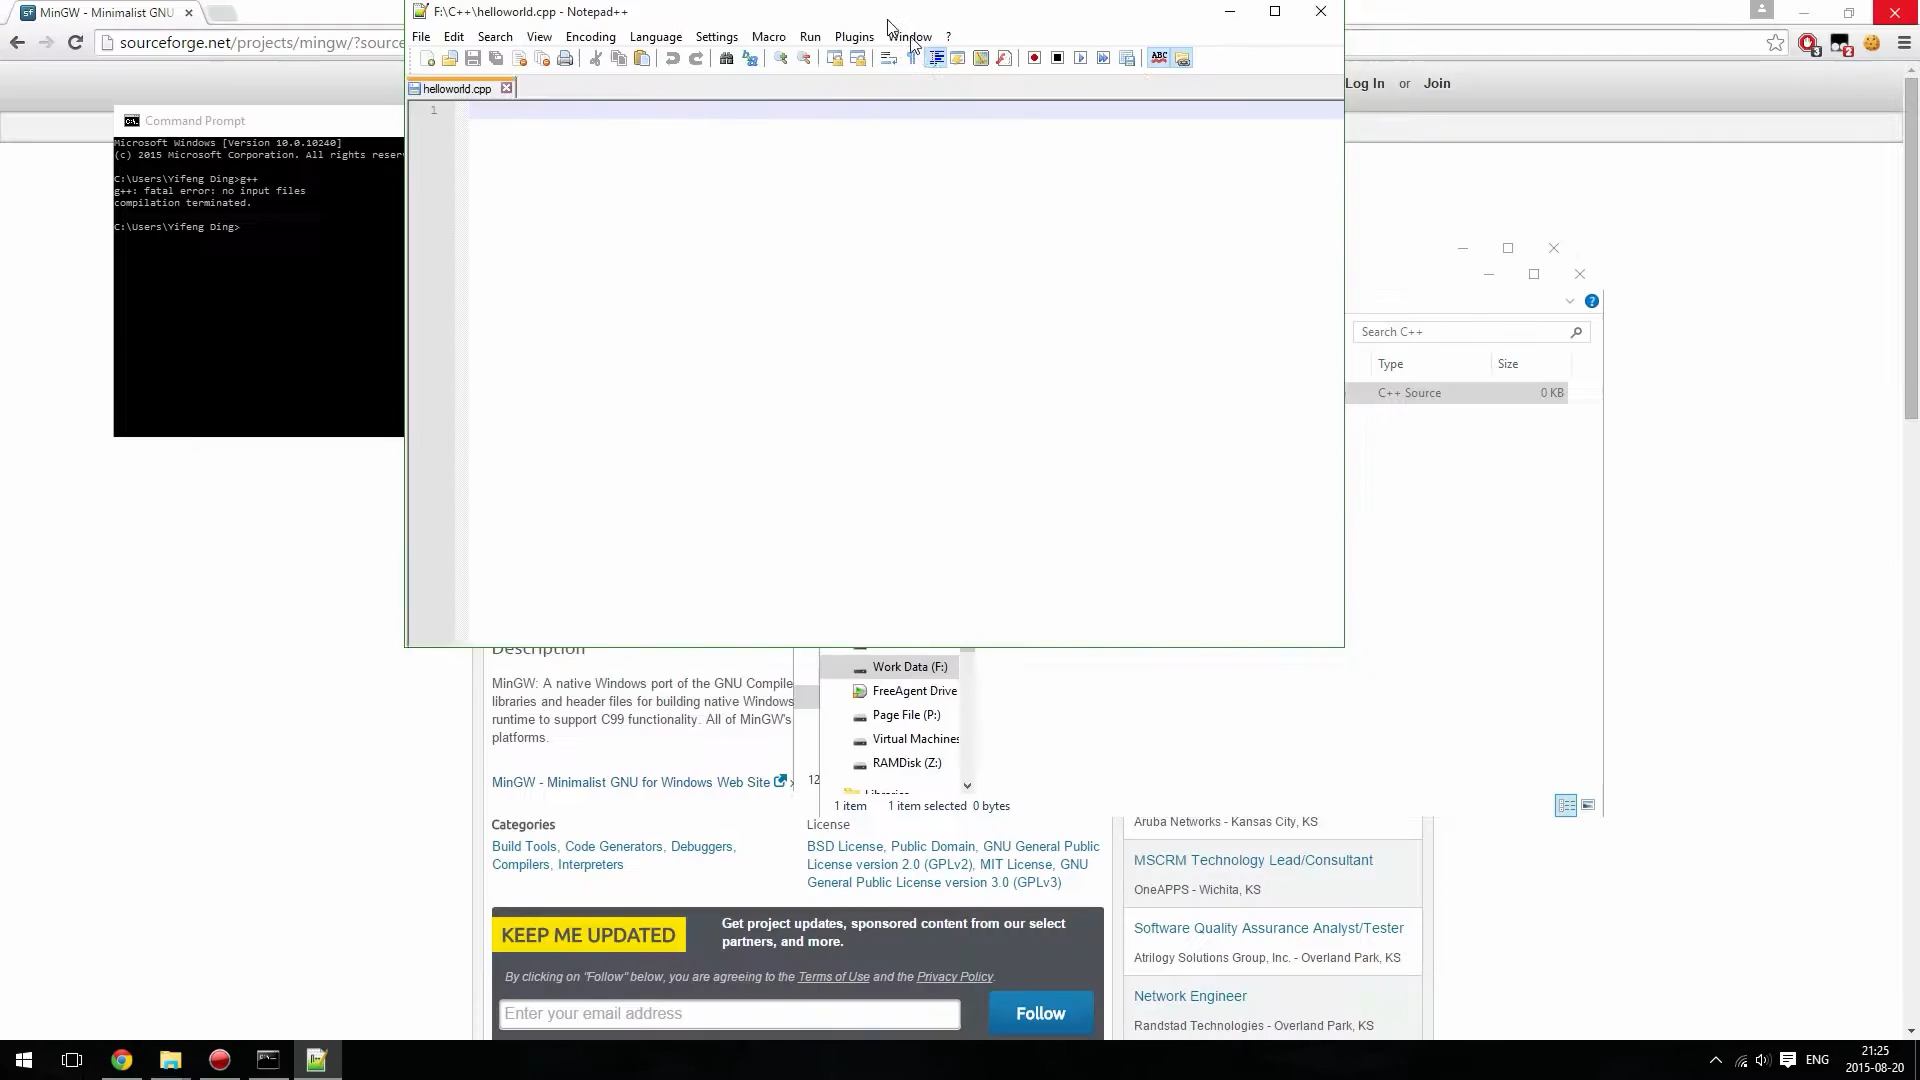 MinGW - Minimalist GNU
sourceforge.net/projects/mingw/?source
F:\C++\helloworld.cpp - Notepad++
File Edit Search View Encoding Language Settings Macro Run Plugins Window ?
helloworld.cpp
1
Log In or Join
Command Prompt
Microsoft Windows [Version 10.0.10240]
(c) 2015 Microsoft Corporation. All rights reser
C:\Users\Yifeng Ding>g++
g++: fatal error: no input files
compilation terminated.
C:\Users\Yifeng Ding>
Search C++
Type Size
C++ Source 0 KB
Description
MinGW: A native Windows port of the GNU Compile
libraries and header files for building native Windows
runtime to support C99 functionality. All of MinGW's
platforms.
MinGW - Minimalist GNU for Windows Web Site
Work Data (F:)
FreeAgent Drive
Page File (P:)
Virtual Machines
RAMDisk (Z:)
Libraries
12
1 item 1 item selected 0 bytes
Categories
Build Tools, Code Generators, Debuggers,
Compilers, Interpreters
License
BSD License, Public Domain, GNU General Public
License version 2.0 (GPLv2), MIT License, GNU
General Public License version 3.0 (GPLv3)
KEEP ME UPDATED
Get project updates, sponsored content from our select
partners, and more.
By clicking on "Follow" below, you are agreeing to the Terms of Use and the Privacy Policy.
Enter your email address
Follow
Aruba Networks - Kansas City, KS
MSCRM Technology Lead/Consultant
OneAPPS - Wichita, KS
Software Quality Assurance Analyst/Tester
Atrilogy Solutions Group, Inc. - Overland Park, KS
Network Engineer
Randstad Technologies - Overland Park, KS
ENG
21:25
2015-08-20